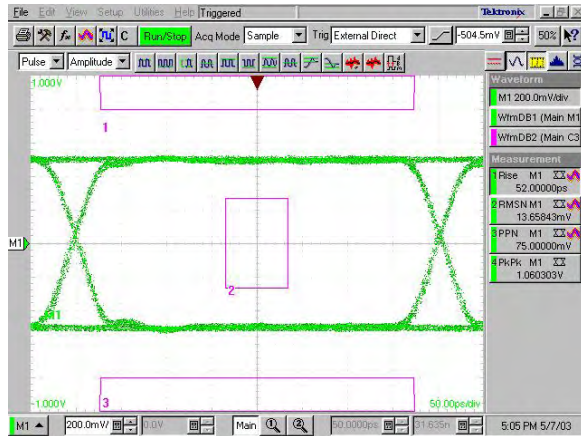 File Edit View Setup Utilities Help Triggered Tektronix
C Run/Stop Acq Mode Sample Trig External Direct -504.5mV 50%
Pulse Amplitude
1.000V
Waveform
M1 200.0mV/div
WfmDB1 (Main M1
WfmDB2 (Main C3
Measurement
1 Rise M1
52.00000ps
2 RMSN M1
13.65843mV
3 PPN M1
75.00000mV
4 PkPk M1
1.060303V
1
M1
2
M1
3
-1.000V
50.00ps/div
M1 200.0mV/ 0.0V Main 50.0000ps 31.635n 5:05 PM 5/7/03